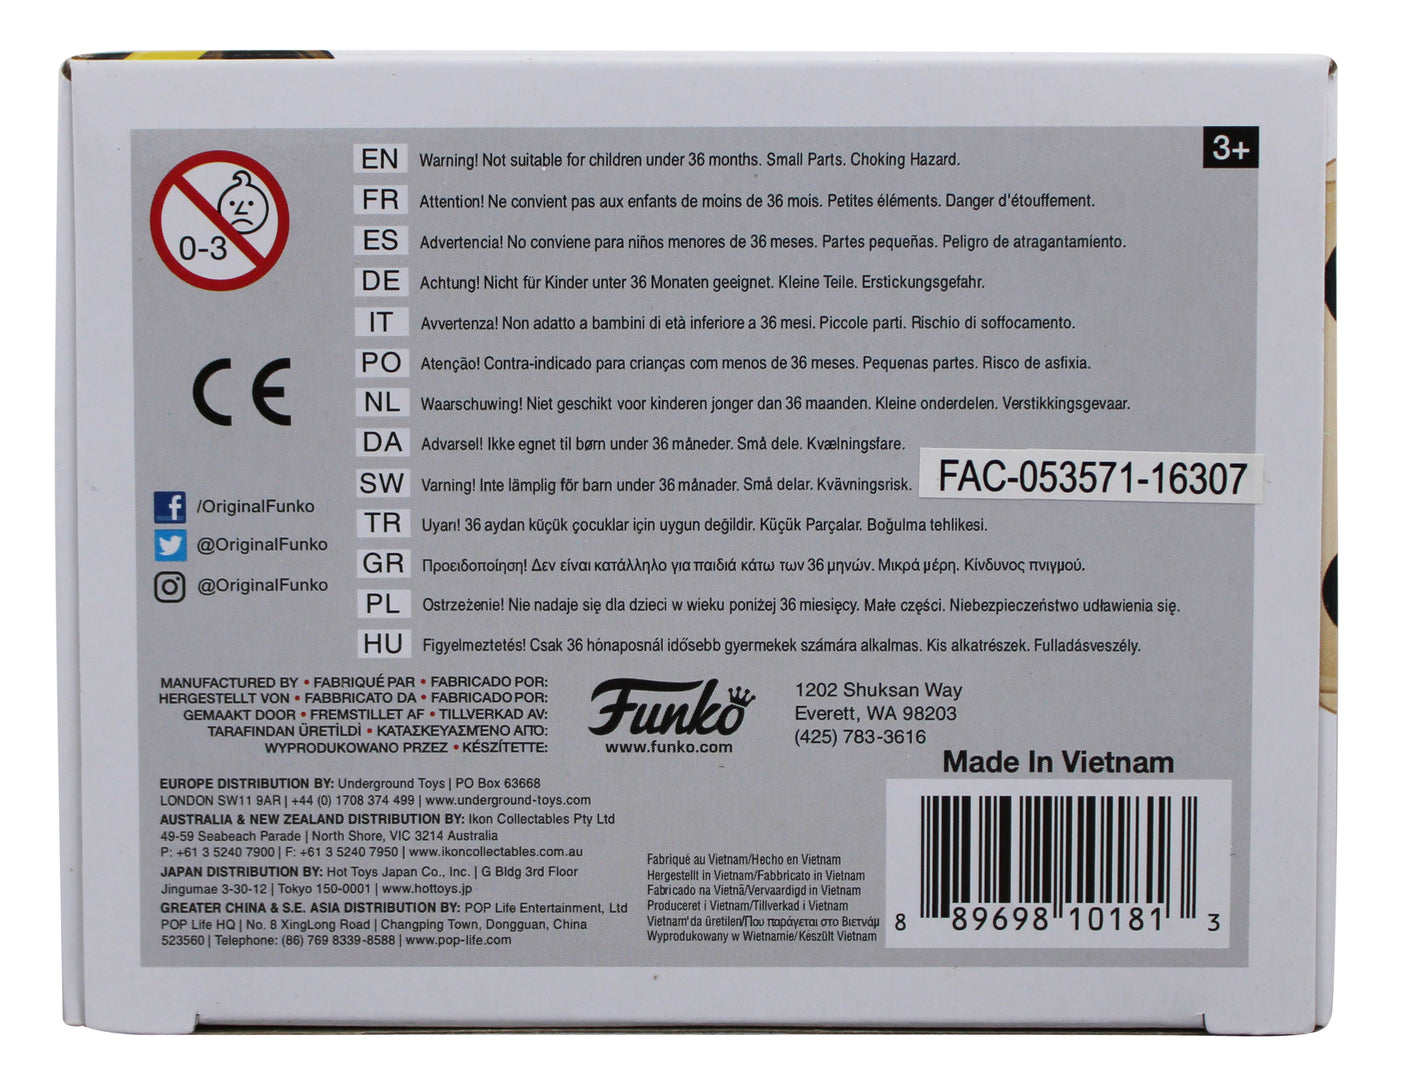 3+
0-3
EN Warning! Not suitable for children under 36 months. Small Parts. Choking Hazard.
FR Attention! Ne convient pas aux enfants de moins de 36 mois. Petites éléments. Danger d'étouffement.
ES Advertencia! No conviene para niños menores de 36 meses. Partes pequeñas. Peligro de atragantamiento.
DE Achtung! Nicht für Kinder unter 36 Monaten geeignet. Kleine Teile. Erstickungsgefahr.
IT Avvertenza! Non adatto a bambini di età inferiore a 36 mesi. Piccole parti. Rischio di soffocamento.
PO Atenção! Contra-indicado para crianças com menos de 36 meses. Pequenas partes. Risco de asfixia.
NL Waarschuwing! Niet geschikt voor kinderen jonger dan 36 maanden. Kleine onderdelen. Verstikkingsgevaar.
DA Advarsel! Ikke egnet til børn under 36 måneder. Små dele. Kvælningsfare.
SW Varning! Inte lämplig för barn under 36 månader. Små delar. Kvävningsrisk.
TR Uyarı! 36 aydan küçük çocuklar için uygun değildir. Küçük Parçalar. Boğulma tehlikesi.
GR Προειδοποίηση! Δεν είναι κατάλληλο για παιδιά κάτω των 36 μηνών. Μικρά μέρη. Κίνδυνος πνιγμού.
PL Ostrzeżenie! Nie nadaje się dla dzieci w wieku poniżej 36 miesięcy. Małe części. Niebezpieczeństwo udławienia się.
HU Figyelmeztetés! Csak 36 hónaposnál idősebb gyermekek számára alkalmas. Kis alkatrészek. Fulladásveszély.
CE
/OriginalFunko
@OriginalFunko
@OriginalFunko
FAC-053571-16307
MANUFACTURED BY • FABRIQUÉ PAR • FABRICADO POR:
HERGESTELLT VON • FABBRICATO DA • FABRICADO POR:
GEMAAKT DOOR • FREMSTILLET AF • TILLVERKAD AV:
TARAFINDAN ÜRETİLDİ • ΚΑΤΑΣΚΕΥΑΣΜΈΝΟ ΑΠΌ:
WYPRODUKOWANO PRZEZ • KÉSZÍTETTE:
Funko
www.funko.com
1202 Shuksan Way
Everett, WA 98203
(425) 783-3616
Made In Vietnam
EUROPE DISTRIBUTION BY: Underground Toys | PO Box 63668
LONDON SW11 9AR | +44 (0) 1708 374 499 | www.underground-toys.com
AUSTRALIA & NEW ZEALAND DISTRIBUTION BY: Ikon Collectables Pty Ltd
49-59 Seabeach Parade | North Shore, VIC 3214 Australia
P: +61 3 5240 7900 | F: +61 3 5240 7950 | www.ikoncollectables.com.au
JAPAN DISTRIBUTION BY: Hot Toys Japan Co., Inc. | G Bldg 3rd Floor
Jingumae 3-30-12 | Tokyo 150-0001 | www.hottoys.jp
GREATER CHINA & S.E. ASIA DISTRIBUTION BY: POP Life Entertainment, Ltd
POP Life HQ | No. 8 XingLong Road | Changping Town, Dongguan, China
523560 | Telephone: (86) 769 8339-8588 | www.pop-life.com
Fabriqué au Vietnam/Hecho en Vietnam
Hergestellt in Vietnam/Fabbricato in Vietnam
Fabricado na Vietnã/Vervaardigd in Vietnam
Produceret i Vietnam/Tillverkad i Vietnam
Vietnam'da üretilen/Που παράγεται στο Βιετνάμ
Wyprodukowany w Wietnamie/Készült Vietnam
8 89698 10181 3